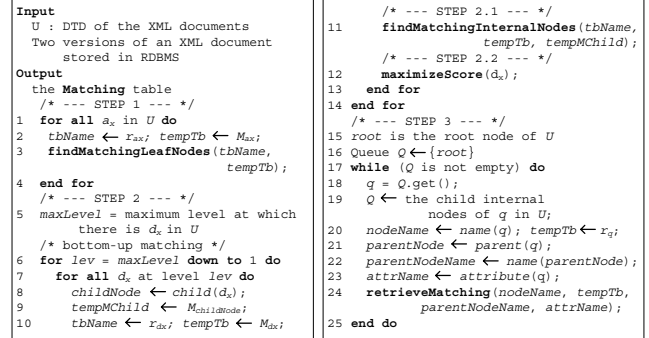 Input
U : DTD of the XML documents
Two versions of an XML document
stored in RDBMS
Output
the Matching table
/* --- STEP 1 --- */
1 for all aₓ in U do
2 tbName ← rₐₓ; tempTb ← Mₐₓ;
3 findMatchingLeafNodes(tbName,
tempTb);
4 end for
/* --- STEP 2 --- */
5 maxLevel = maximum level at which
there is dₓ in U
/* bottom-up matching */
6 for lev = maxLevel down to 1 do
7 for all dₓ at level lev do
8 childNode ← child(dₓ);
9 tempMChild ← M_childNode;
10 tbName ← r_dx; tempTb ← M_dx;
/* --- STEP 2.1 --- */
11 findMatchingInternalNodes(tbName,
tempTb, tempMChild);
/* --- STEP 2.2 --- */
12 maximizeScore(dₓ);
13 end for
14 end for
/* --- STEP 3 --- */
15 root is the root node of U
16 Queue Q ← {root}
17 while (Q is not empty) do
18 q = Q.get();
19 Q ← the child internal
nodes of q in U;
20 nodeName ← name(q); tempTb ← r_q;
21 parentNode ← parent(q);
22 parentNodeName ← name(parentNode);
23 attrName ← attribute(q);
24 retrieveMatching(nodeName, tempTb,
parentNodeName, attrName);
25 end do